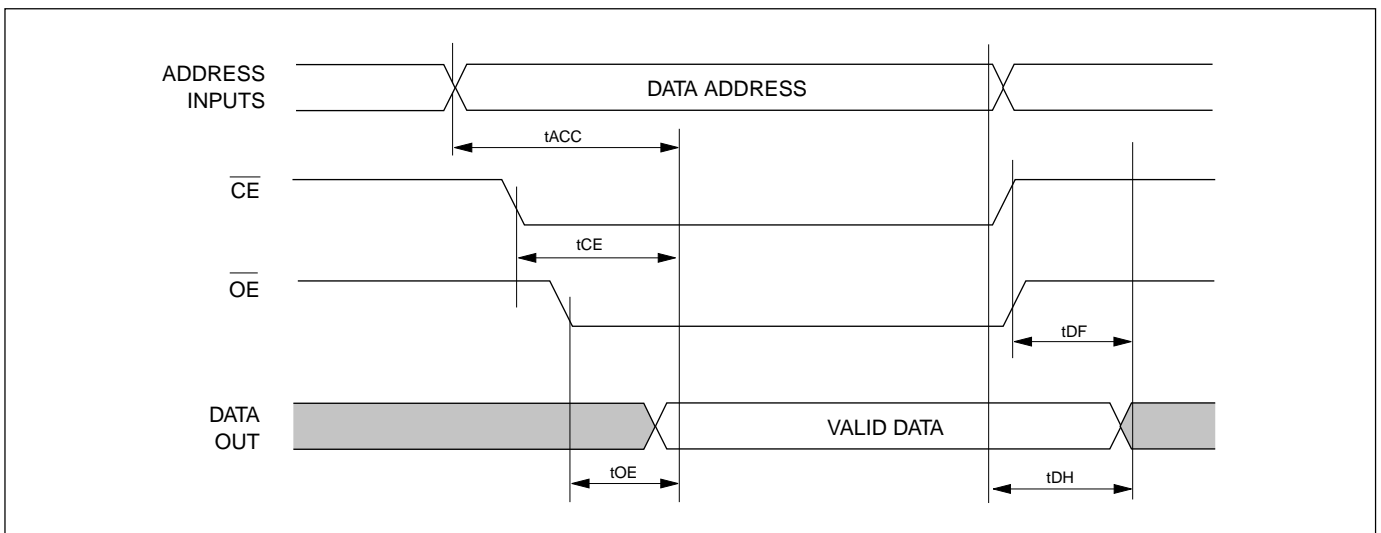 ADDRESS
INPUTS
DATA ADDRESS
tACC
CE
tCE
OE
tDF
DATA
OUT
VALID DATA
tOE
tDH